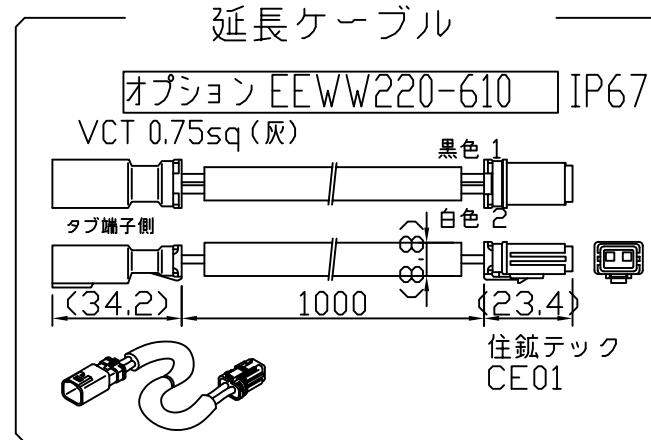 延長ケーブル
オプション EEWW220-610 IP67
VCT 0.75sq (灰)
黒色 1
タブ端子側
白色 2
(8.8)
(34.2)
1000
(23.4)
住鉱テック
CE01